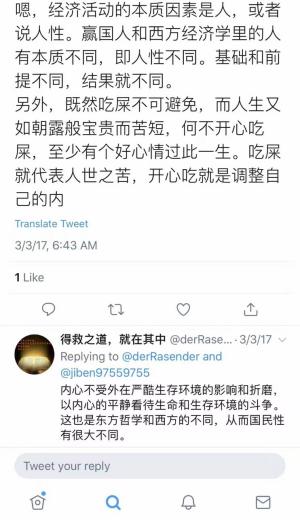 嗯，经济活动的本质因素是人，或者
说人性。赢国人和西方经济学里的人
有本质不同，即人性不同。基础和前
提不同，结果就不同。
另外，既然吃屎不可避免，而人生又
如朝露般宝贵而苦短，何不开心吃
屎，至少有个好心情过此一生。吃屎
就代表人世之苦，开心吃就是调整自
己的内
Translate Tweet
3/3/17, 6:43 AM
1 Like
得救之道，就在其中 @derRase... · 3/3/17
Replying to @derRasender and
@jiben97559755
内心不受外在严酷生存环境的影响和折磨，
以内心的平静看待生命和生存环境的斗争。
这也是东方哲学和西方的不同，从而国民性
有很大不同。
Tweet your reply